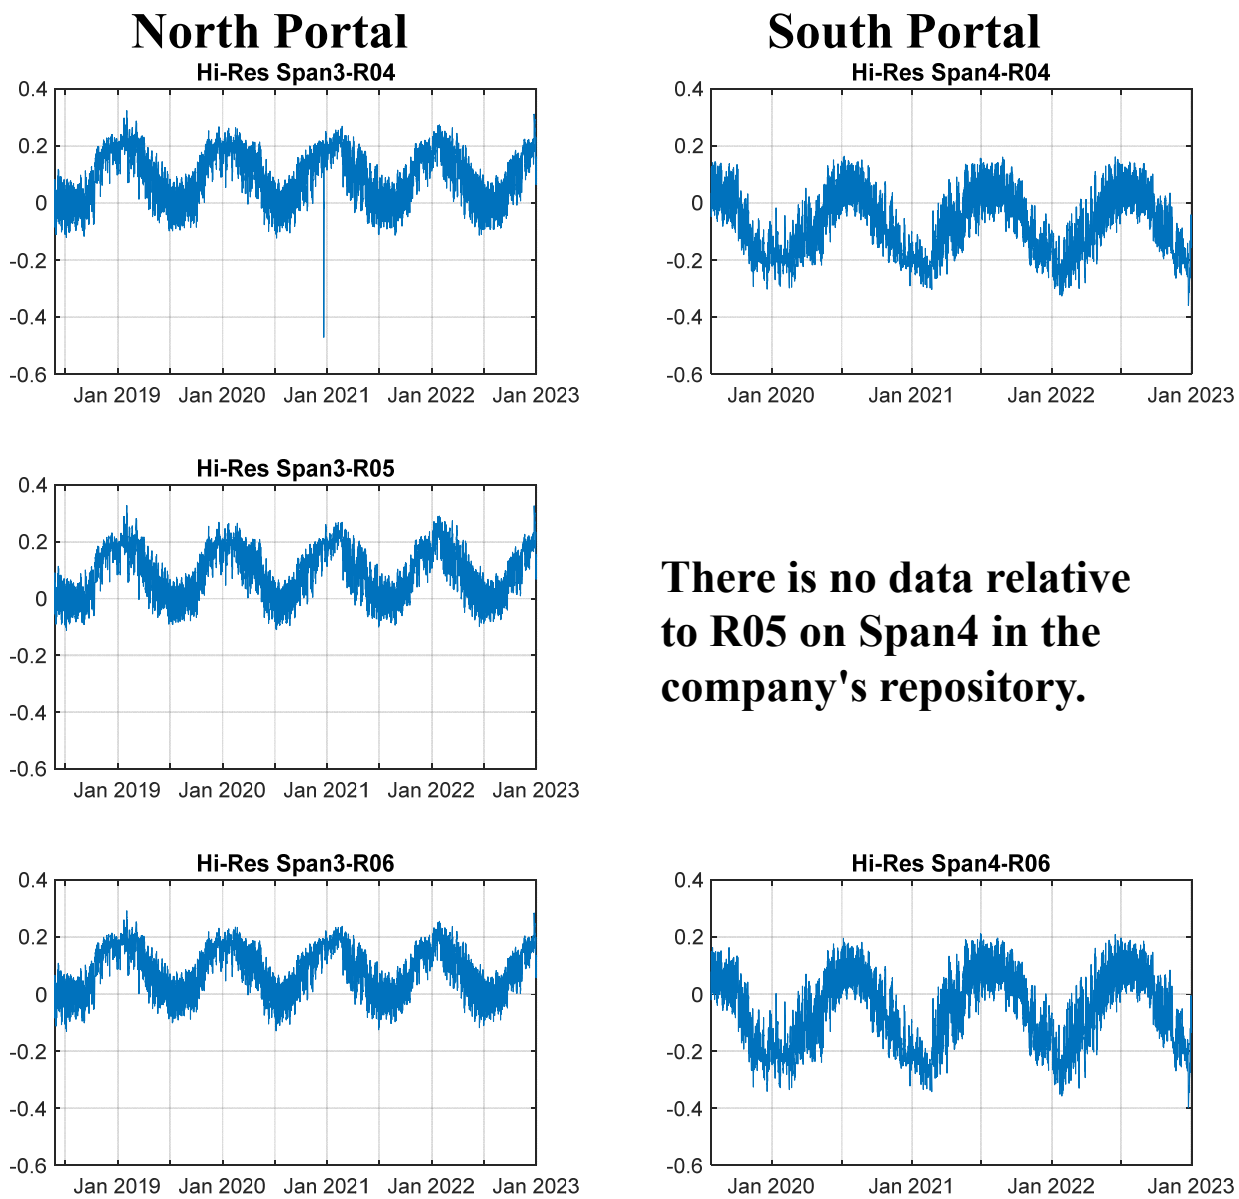 North Portal
South Portal
Hi-Res Span3-R04
0.4
0.2
0
-0.2
-0.4
-0.6
Jan 2019 Jan 2020 Jan 2021 Jan 2022 Jan 2023
Hi-Res Span4-R04
0.4
0.2
0
-0.2
-0.4
-0.6
Jan 2020 Jan 2021 Jan 2022 Jan 2023
Hi-Res Span3-R05
0.4
0.2
0
-0.2
-0.4
-0.6
Jan 2019 Jan 2020 Jan 2021 Jan 2022 Jan 2023
There is no data relative
to R05 on Span4 in the
company's repository.
Hi-Res Span3-R06
0.4
0.2
0
-0.2
-0.4
-0.6
Jan 2019 Jan 2020 Jan 2021 Jan 2022 Jan 2023
Hi-Res Span4-R06
0.4
0.2
0
-0.2
-0.4
-0.6
Jan 2020 Jan 2021 Jan 2022 Jan 2023